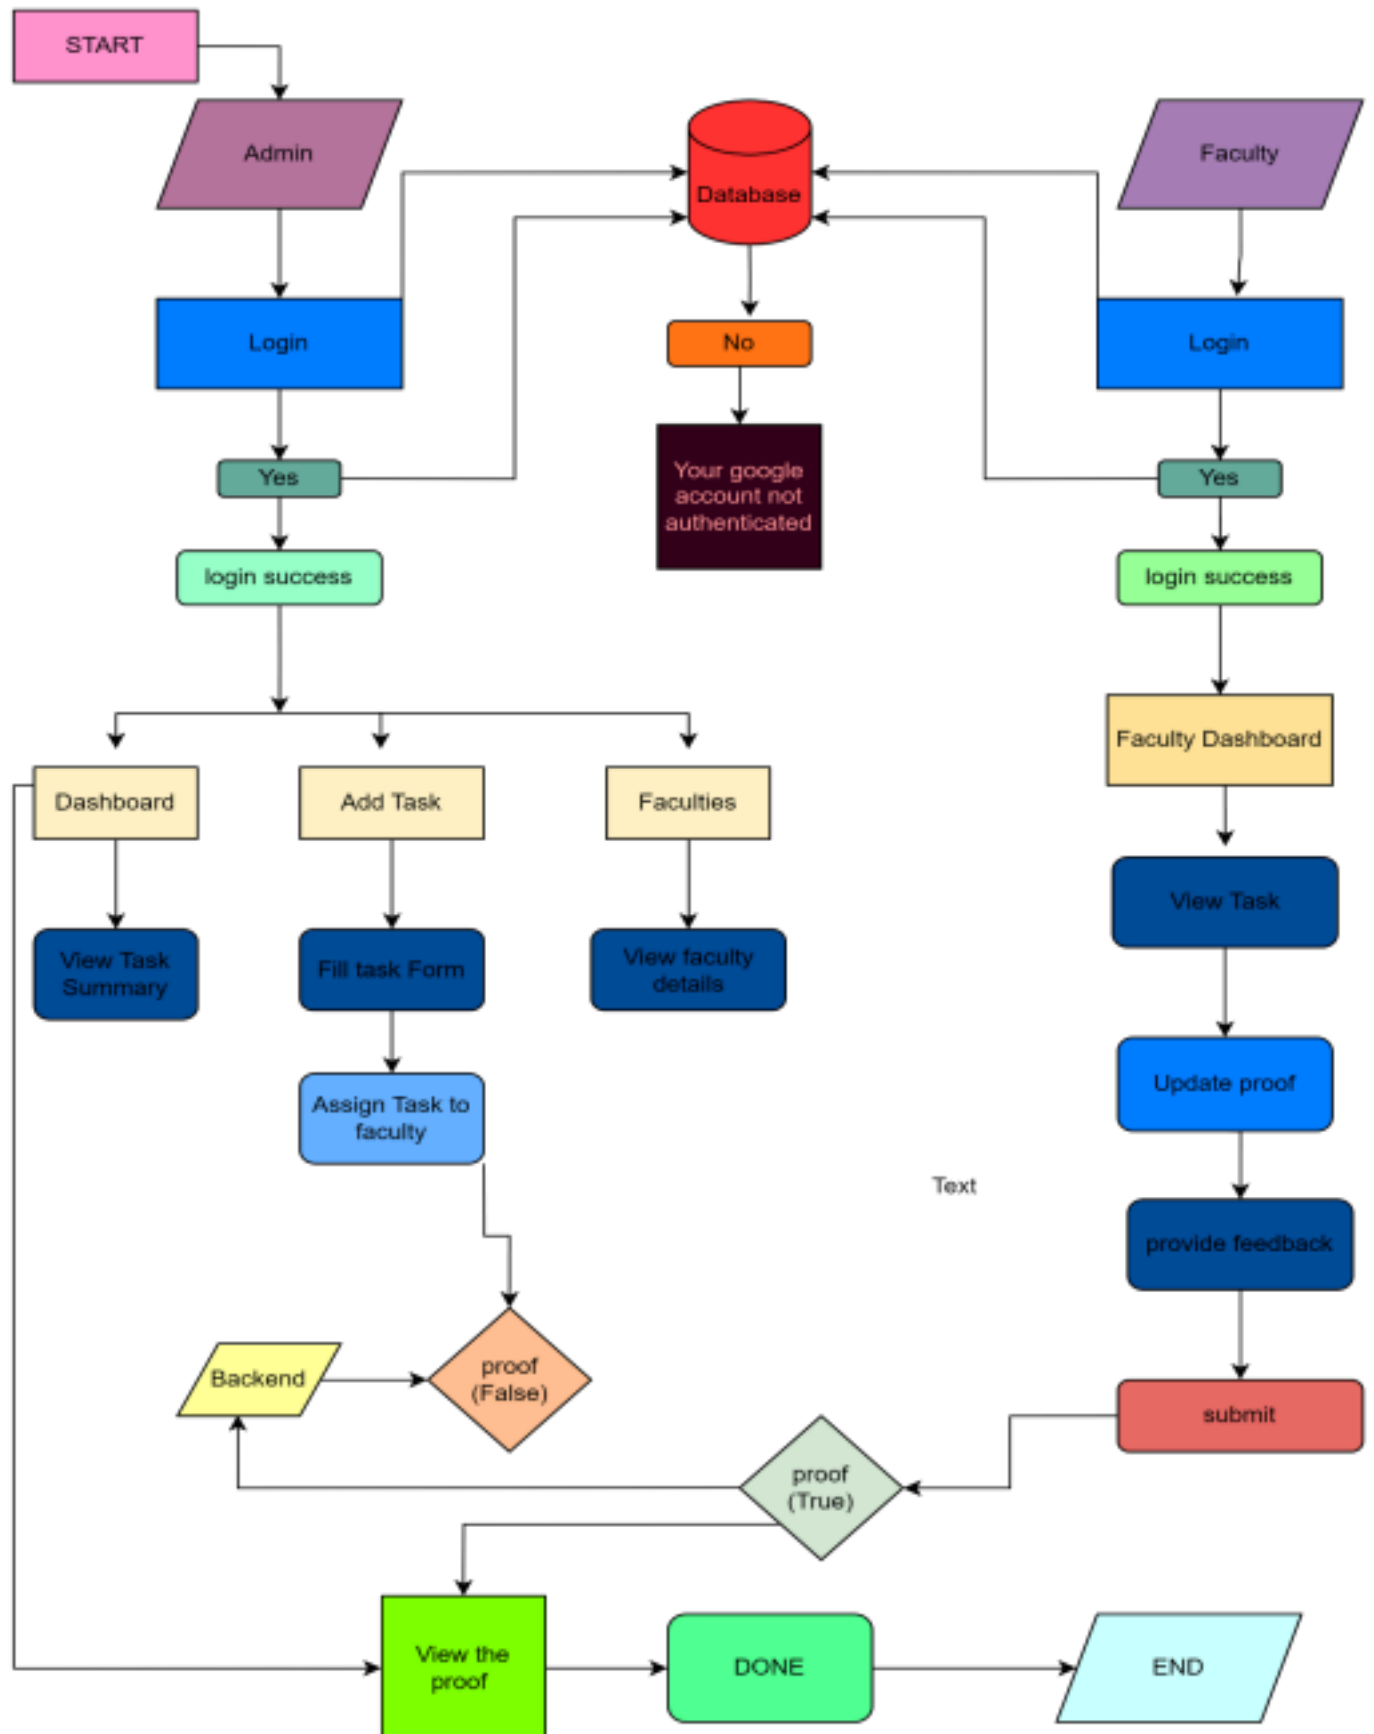 START
Admin
Database
Faculty
Login
No
Login
Yes
Your google
account not
authenticated
Yes
login success
login success
Faculty Dashboard
Dashboard
Add Task
Faculties
View Task
View Task
Summary
Fill task Form
View faculty
details
Update proof
Assign Task to
faculty
Text
provide feedback
Backend
proof
(False)
submit
proof
(True)
View the
proof
DONE
END